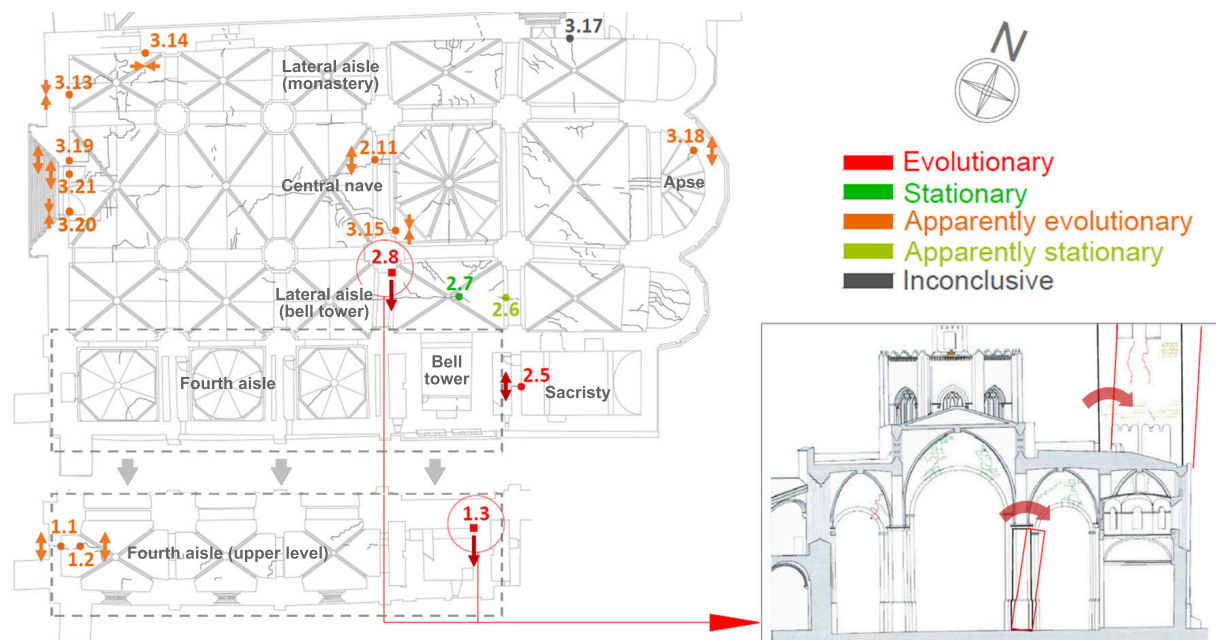 3.17
N
3.14
Lateral aisle
(monastery)
3.13
3.18
3.19
2.11
Central nave
Apse
3.21
3.20
3.15
2.8
Lateral aisle
(bell tower)
2.7
2.6
Bell
tower
Fourth aisle
2.5
Sacristy
1.3
1.1
1.2
Fourth aisle (upper level)
Evolutionary
Stationary
Apparently evolutionary
Apparently stationary
Inconclusive